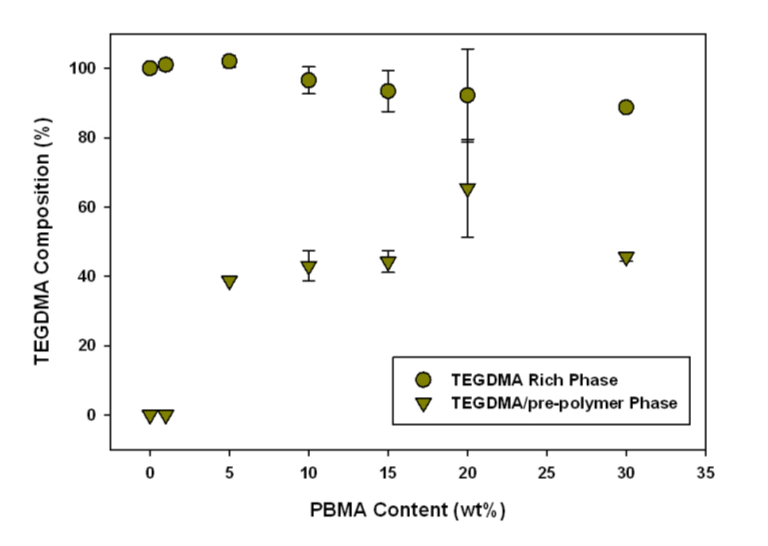 TEGDMA Composition (%)
100
80
60
40
20
0
TEGDMA Rich Phase
TEGDMA/pre-polymer Phase
0 5 10 15 20 25 30 35
PBMA Content (wt%)